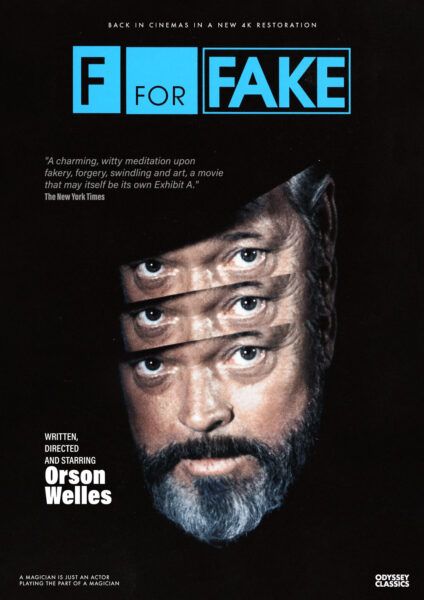 BACK IN CINEMAS IN A NEW 4K RESTORATION
F FOR FAKE
"A charming, witty meditation upon
fakery, forgery, swindling and art, a movie
that may itself be its own Exhibit A."
The New York Times
WRITTEN,
DIRECTED
AND STARRING
Orson
Welles
A MAGICIAN IS JUST AN ACTOR
PLAYING THE PART OF A MAGICIAN
ODYSSEY
CLASSICS